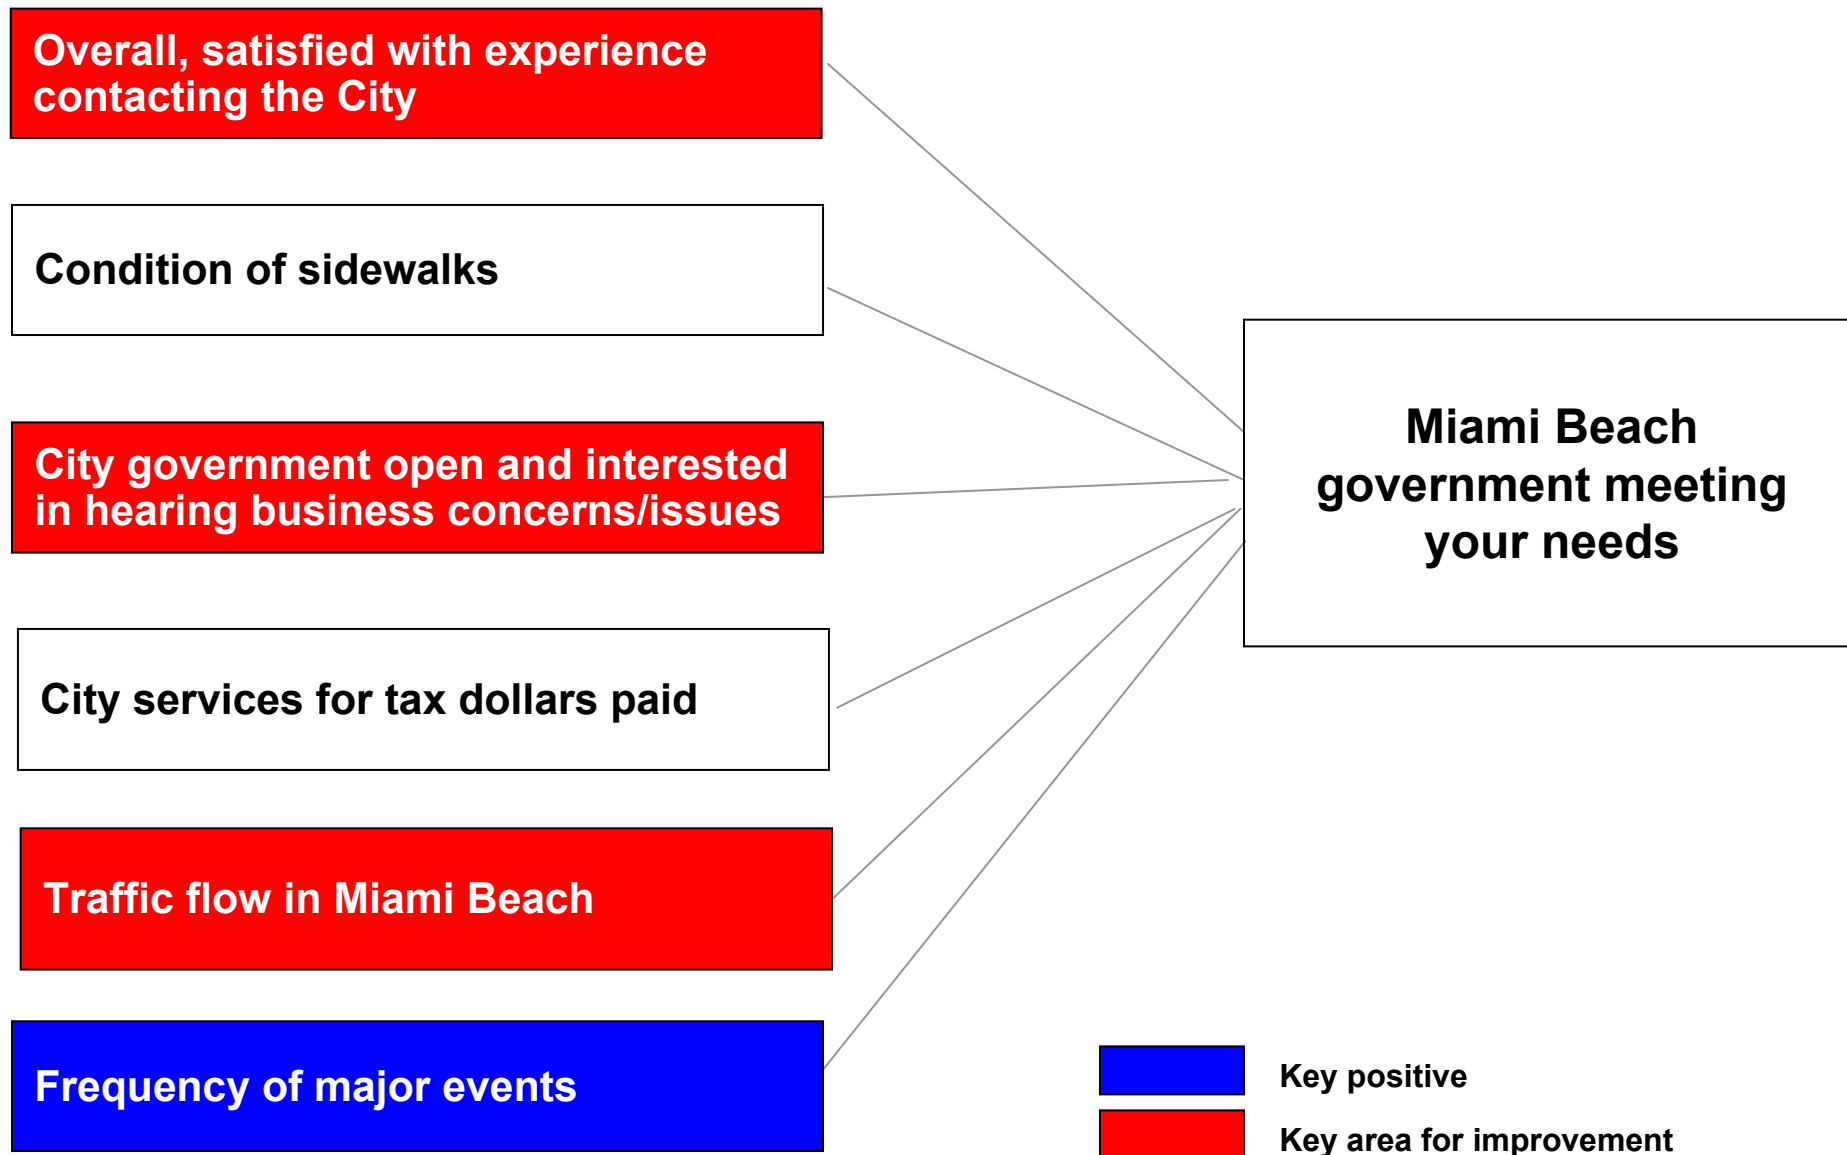 Overall, satisfied with experience
contacting the City
Condition of sidewalks
City government open and interested
in hearing business concerns/issues
City services for tax dollars paid
Traffic flow in Miami Beach
Frequency of major events
Miami Beach
government meeting
your needs
Key positive
Key area for improvement